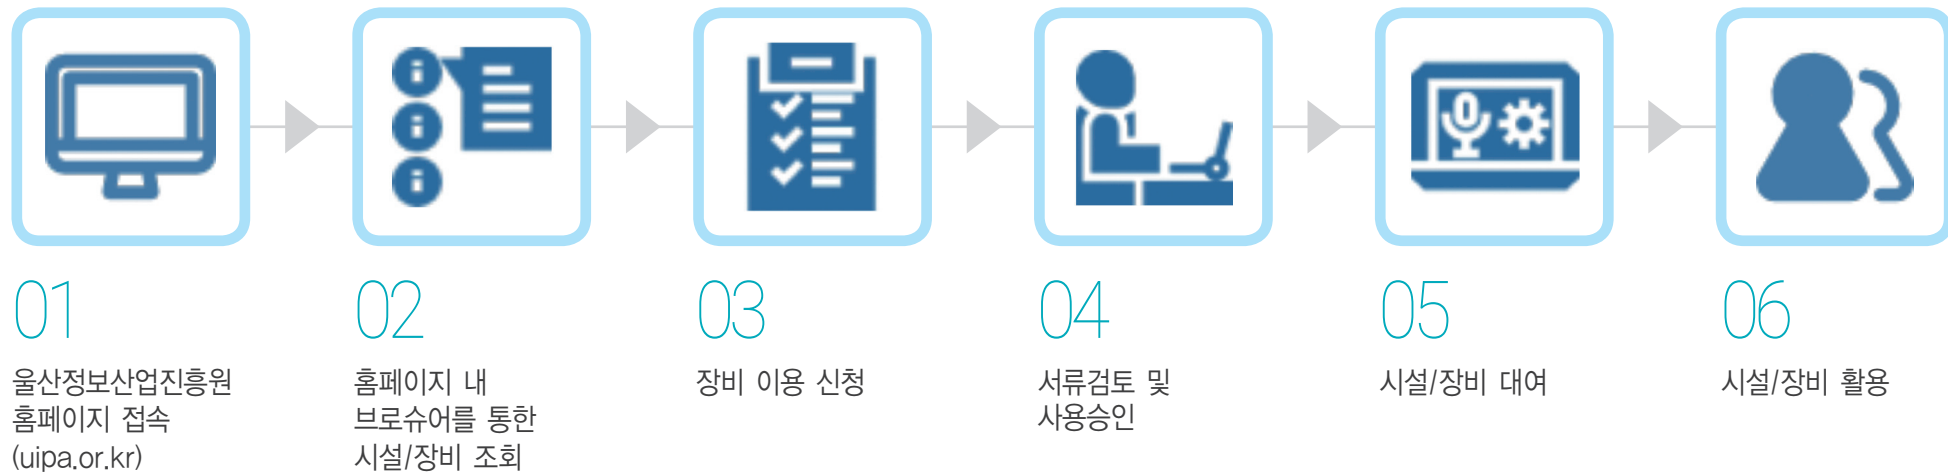 01
울산정보산업진흥원
홈페이지 접속
(uipa.or.kr)
02
홈페이지 내
브로슈어를 통한
시설/장비 조회
03
장비 이용 신청
04
서류검토 및
사용승인
05
시설/장비 대여
06
시설/장비 활용